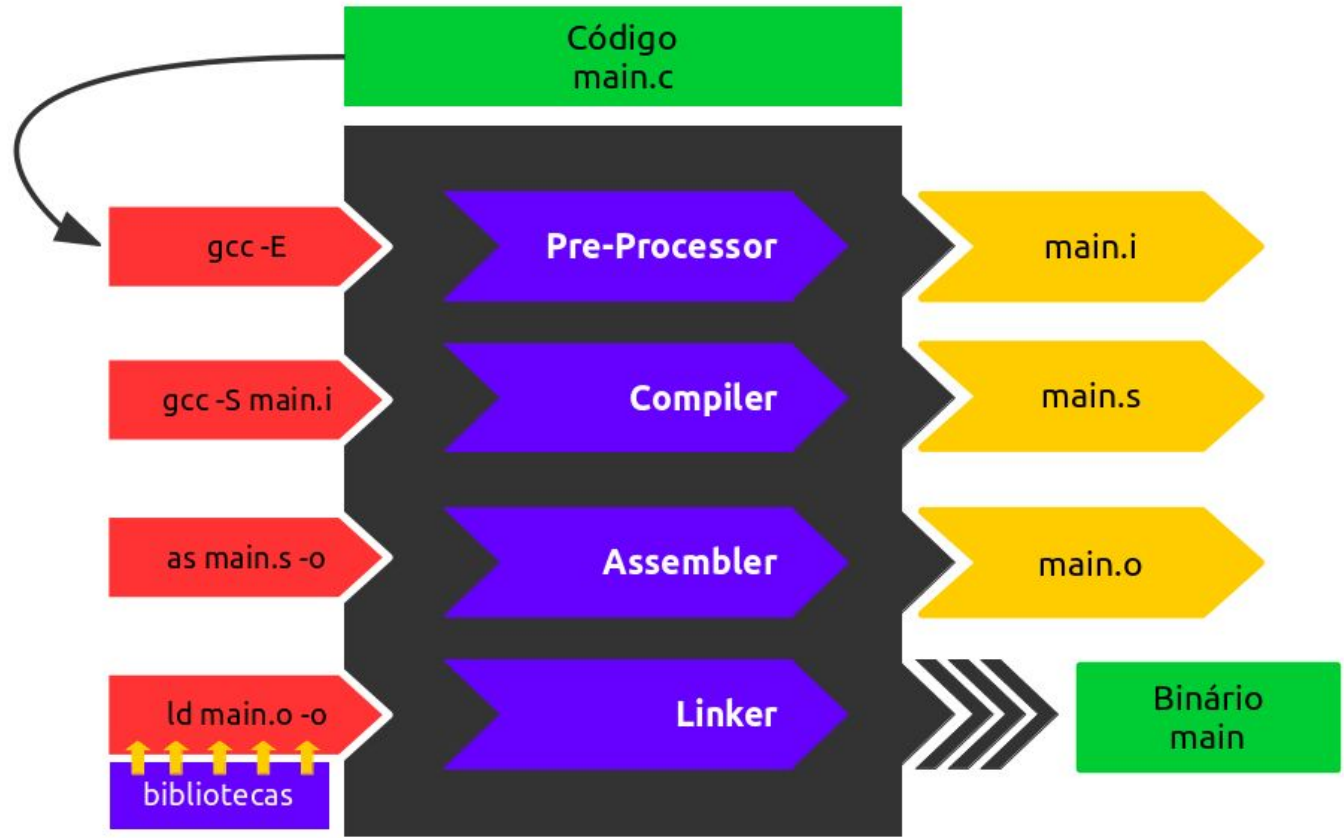 Código
main.c
gcc -E
Pre-Processor
main.i
gcc -S main.i
Compiler
main.s
as main.s -o
Assembler
main.o
ld main.o -o
Linker
Binário
main
bibliotecas